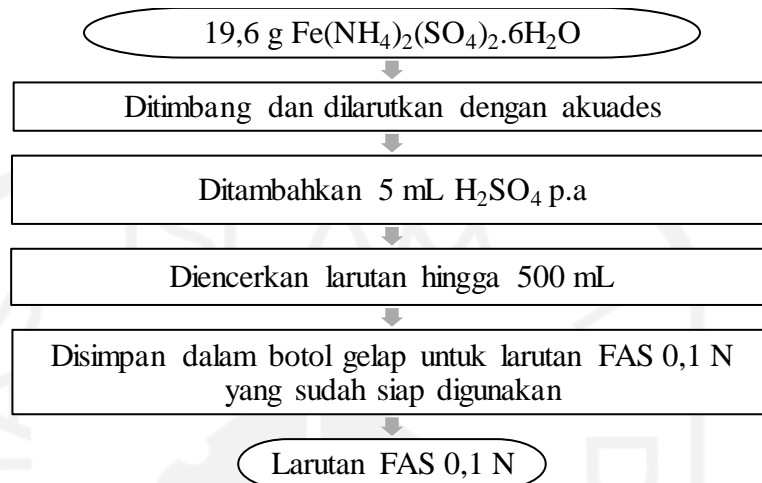 19,6 g Fe(NH₄)₂(SO₄)₂.6H₂O
Ditimbang dan dilarutkan dengan akuades
Ditambahkan 5 mL H₂SO₄ p.a
Diencerkan larutan hingga 500 mL
Disimpan dalam botol gelap untuk larutan FAS 0,1 N
yang sudah siap digunakan
Larutan FAS 0,1 N